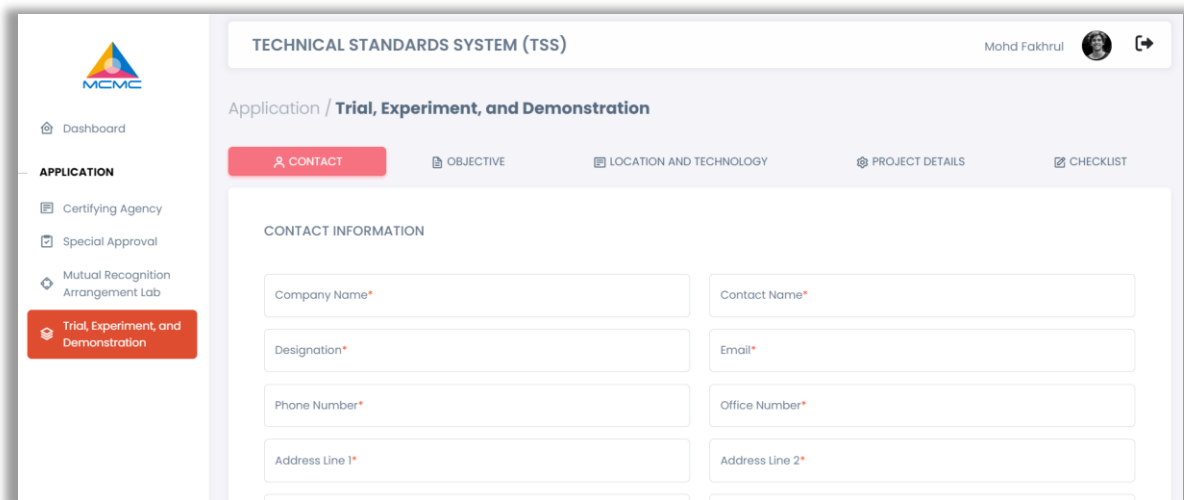 MCMC
Dashboard
APPLICATION
Certifying Agency
Special Approval
Mutual Recognition
Arrangement Lab
Trial, Experiment, and
Demonstration
TECHNICAL STANDARDS SYSTEM (TSS)
Mohd Fakhrul
Application / Trial, Experiment, and Demonstration
CONTACT
OBJECTIVE
LOCATION AND TECHNOLOGY
PROJECT DETAILS
CHECKLIST
CONTACT INFORMATION
Company Name*
Contact Name*
Designation*
Email*
Phone Number*
Office Number*
Address Line 1*
Address Line 2*